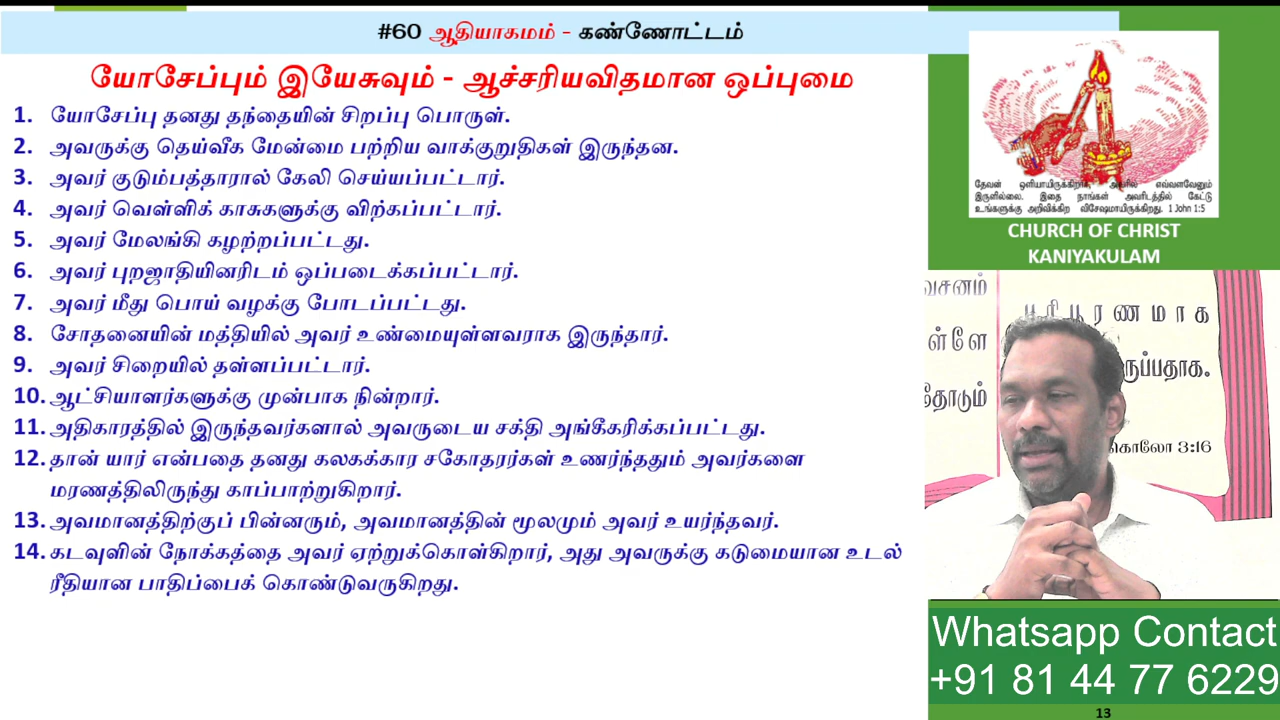 #60 ஆதியாகமம் - கண்ணோட்டம்
யோசேப்பும் இயேசுவும் - ஆச்சரியவிதமான ஒப்புமை
1. யோசேப்பு தனது தந்தையின் சிறப்பு பொருள்.
2. அவருக்கு தெய்வீக மேன்மை பற்றிய வாக்குறுதிகள் இருந்தன.
3. அவர் குடும்பத்தாரால் கேலி செய்யப்பட்டார்.
4. அவர் வெள்ளிக் காசுகளுக்கு விற்கப்பட்டார்.
5. அவர் மேலங்கி கழற்றப்பட்டது.
6. அவர் புறஜாதியினரிடம் ஒப்படைக்கப்பட்டார்.
7. அவர் மீது பொய் வழக்கு போடப்பட்டது.
8. சோதனையின் மத்தியில் அவர் உண்மையுள்ளவராக இருந்தார்.
9. அவர் சிறையில் தள்ளப்பட்டார்.
10. ஆட்சியாளர்களுக்கு முன்பாக நின்றார்.
11. அதிகாரத்தில் இருந்தவர்களால் அவருடைய சக்தி அங்கீகரிக்கப்பட்டது.
12. தான் யார் என்பதை தனது கலகக்கார சகோதரர்கள் உணர்ந்ததும் அவர்களை
மரணத்திலிருந்து காப்பாற்றுகிறார்.
13. அவமானத்திற்குப் பின்னரும், அவமானத்தின் மூலமும் அவர் உயர்ந்தவர்.
14. கடவுளின் நோக்கத்தை அவர் ஏற்றுக்கொள்கிறார், அது அவருக்கு கடுமையான உடல்
ரீதியான பாதிப்பைக் கொண்டுவருகிறது.
தேவன் ஒளியாயிருக்கிறார், அவரில் எவ்வளவேனும்
இருளில்லை. இதை நாங்கள் அவரிடத்தில் கேட்டு
உங்களுக்கு அறிவிக்கிற விசேஷமாயிருக்கிறது. 1 John 1:5
CHURCH OF CHRIST
KANIYAKULAM
வசனம்
பூரணமாக
ள்ளே
ருப்பதாக.
தோடும்
கொலோ 3:16
Whatsapp Contact
+91 81 44 77 6229
13